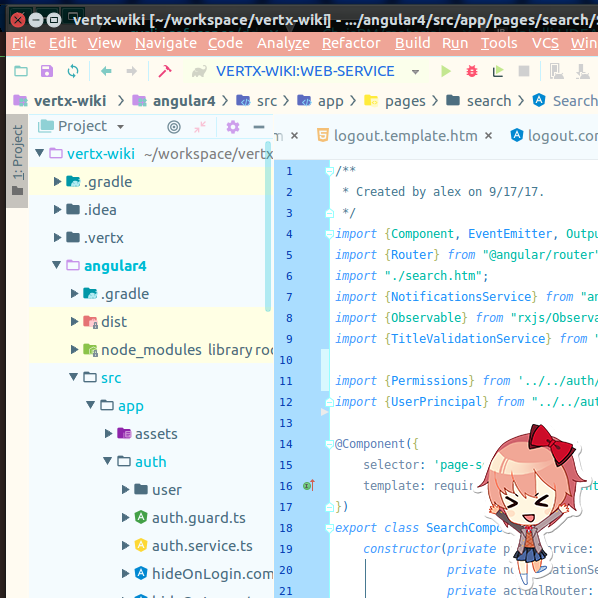 vertx-wiki [~/workspace/vertx-wiki] - .../angular4/src/app/pages/search/
File Edit View Navigate Code Analyze Refactor Build Run Tools VCS Win
VERTX-WIKI:WEB-SERVICE
vertx-wiki angular4 src app pages search Search
1: Project
Project
m logout.template.htm logout.co
vertx-wiki ~/workspace/vertx
.gradle
.idea
.vertx
angular4
.gradle
dist
node_modules library roo
src
app
assets
auth
user
auth.guard.ts
auth.service.ts
hideOnLogin.com
1 /**
2 * Created by alex on 9/17/17.
3 */
4 import {Component, EventEmitter, Outpu
5 import {Router} from "@angular/router"
6 import "./search.htm";
7 import {NotificationsService} from "an
8 import {Observable} from "rxjs/Observa
9 import {TitleValidationService} from "
10
11 import {Permissions} from '../../auth/
12 import {UserPrincipal} from "../../aut
13
14 @Component({
15 selector: 'page-s
16 template: requir
17 })
18 export class SearchCompo
19 constructor(private p service:
20 private no ationSe
21 private actualRouter: